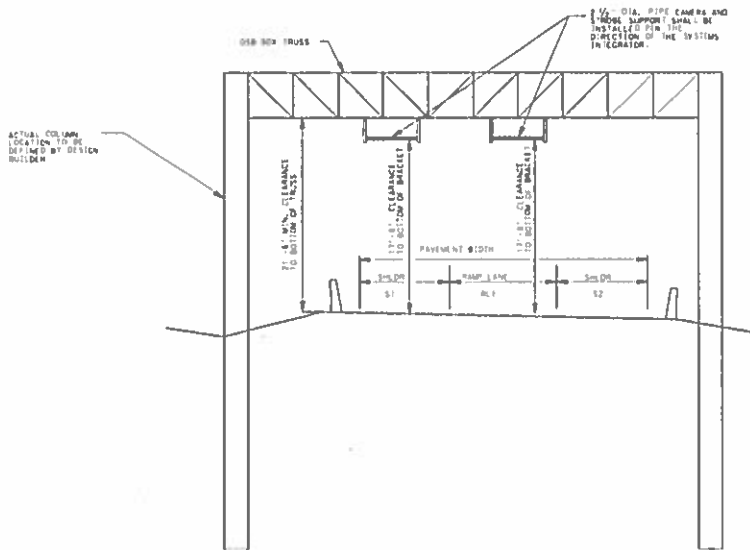 DIA. PIPE CAMERA AND
STROBE SUPPORT SHALL BE
INSTALLED PER THE
DIRECTION OF THE SYSTEMS
INTEGRATOR.
OSB BOX TRUSS
ACTUAL COLUMN
LOCATION TO BE
DEFINED BY DESIGN
BUILDER
MIN. CLEARANCE
TO BOTTOM OF TRUSS
CLEARANCE
TO BOTTOM OF BRACKET
CLEARANCE
TO BOTTOM OF BRACKET
PAVEMENT WIDTH
SHLDR
S1
RAMP LANE
SHLDR
S2